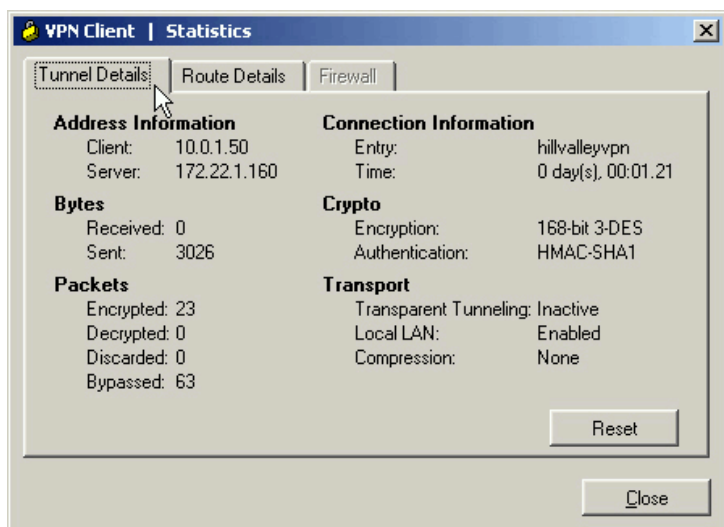 VPN Client | Statistics
Tunnel Details
Route Details
Firewall
Address Information
Client: 10.0.1.50
Server: 172.22.1.160
Bytes
Received: 0
Sent: 3026
Packets
Encrypted: 23
Decrypted: 0
Discarded: 0
Bypassed: 63
Connection Information
Entry: hillvalleyvpn
Time: 0 day(s), 00:01.21
Crypto
Encryption: 168-bit 3-DES
Authentication: HMAC-SHA1
Transport
Transparent Tunneling: Inactive
Local LAN: Enabled
Compression: None
Reset
Close